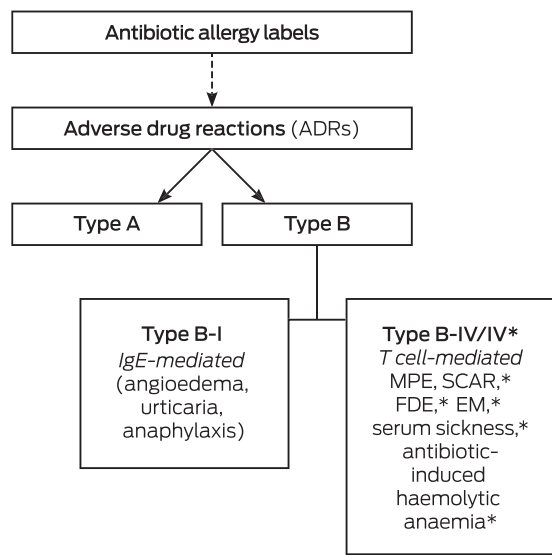 Antibiotic allergy labels
Adverse drug reactions (ADRs)
Type A
Type B
Type B-I
IgE-mediated
(angioedema,
urticaria,
anaphylaxis)
Type B-IV/IV*
T cell-mediated
MPE, SCAR,*
FDE,* EM,*
serum sickness,*
antibiotic-
induced
haemolytic
anaemia*